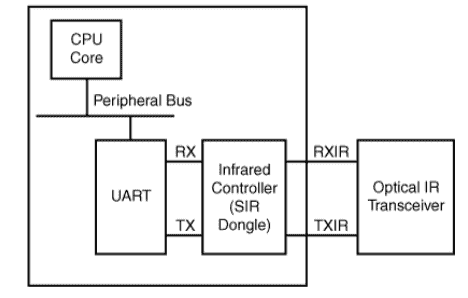 CPU
Core
Peripheral Bus
UART
RX
TX
Infrared
Controller
(SIR
Dongle)
RXIR
TXIR
Optical IR
Transceiver